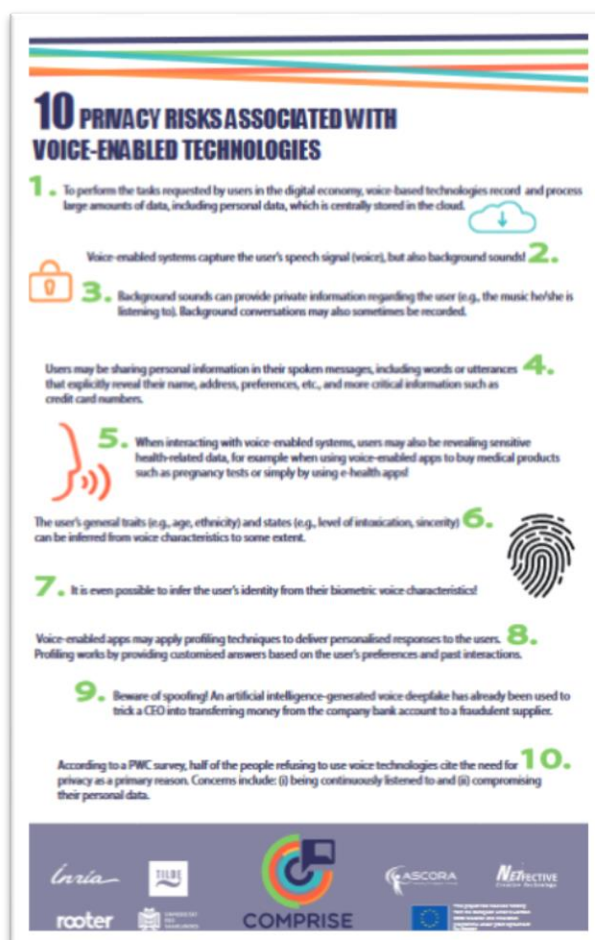 10 PRIVACY RISKS ASSOCIATED WITH
VOICE-ENABLED TECHNOLOGIES
1. To perform the tasks requested by users in the digital economy, voice-based technologies record and process
large amounts of data, including personal data, which is centrally stored in the cloud.
Voice-enabled systems capture the user's speech signal (voice), but also background sounds! 2.
3. Background sounds can provide private information regarding the user (e.g., the music he/she is
listening to). Background conversations may also sometimes be recorded.
Users may be sharing personal information in their spoken messages, including words or utterances 4.
that explicitly reveal their name, address, preferences, etc., and more critical information such as
credit card numbers.
5. When interacting with voice-enabled systems, users may also be revealing sensitive
health-related data, for example when using voice-enabled apps to buy medical products
such as pregnancy tests or simply by using e-health apps!
The user's general traits (e.g., age, ethnicity) and states (e.g., level of intoxication, sincerity) 6.
can be inferred from voice characteristics to some extent.
7. It is even possible to infer the user's identity from their biometric voice characteristics!
Voice-enabled apps may apply profiling techniques to deliver personalised responses to the users. 8.
Profiling works by providing customised answers based on the user's preferences and past interactions.
9. Beware of spoofing! An artificial intelligence-generated voice deepfake has already been used to
trick a CEO into transferring money from the company bank account to a fraudulent supplier.
According to a PWC survey, half of the people refusing to use voice technologies cite the need for 10.
privacy as a primary reason. Concerns include: (i) being continuously listened to and (ii) compromising
their personal data.
Inria
TILDE
ASCORA
NETFECTIVE
rooter
UNIVERSITÄT
DES
SAARLANDES
COMPRISE